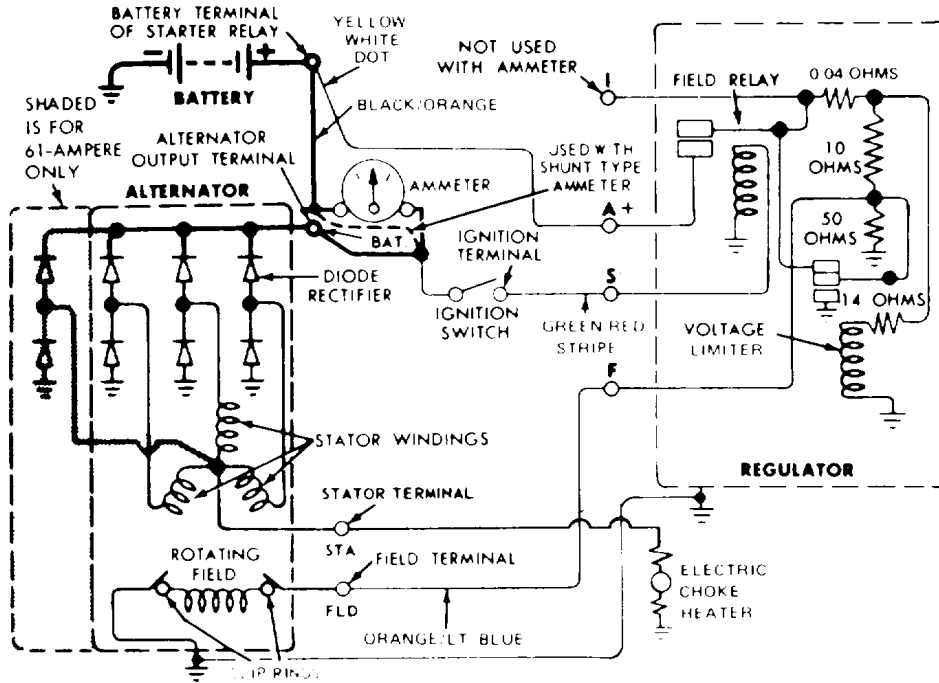 BATTERY TERMINAL
OF STARTER RELAY
YELLOW
WHITE
DOT
NOT USED
WITH AMMETER
I
FIELD RELAY
0.04 OHMS
BATTERY
SHADED
IS FOR
61-AMPERE
ONLY
BLACK/ORANGE
ALTERNATOR
OUTPUT TERMINAL
USED WITH
SHUNT TYPE
AMMETER
10
OHMS
ALTERNATOR
AMMETER
A +
50
OHMS
BAT.
IGNITION
TERMINAL
DIODE
RECTIFIER
S
IGNITION
SWITCH
GREEN RED
STRIPE
14 OHMS
VOLTAGE
LIMITER
F
STATOR WINDINGS
REGULATOR
STATOR TERMINAL
STA
ROTATING
FIELD
FIELD TERMINAL
FLD
ELECTRIC
CHOKE
HEATER
ORANGE/LT BLUE
SLIP RINGS